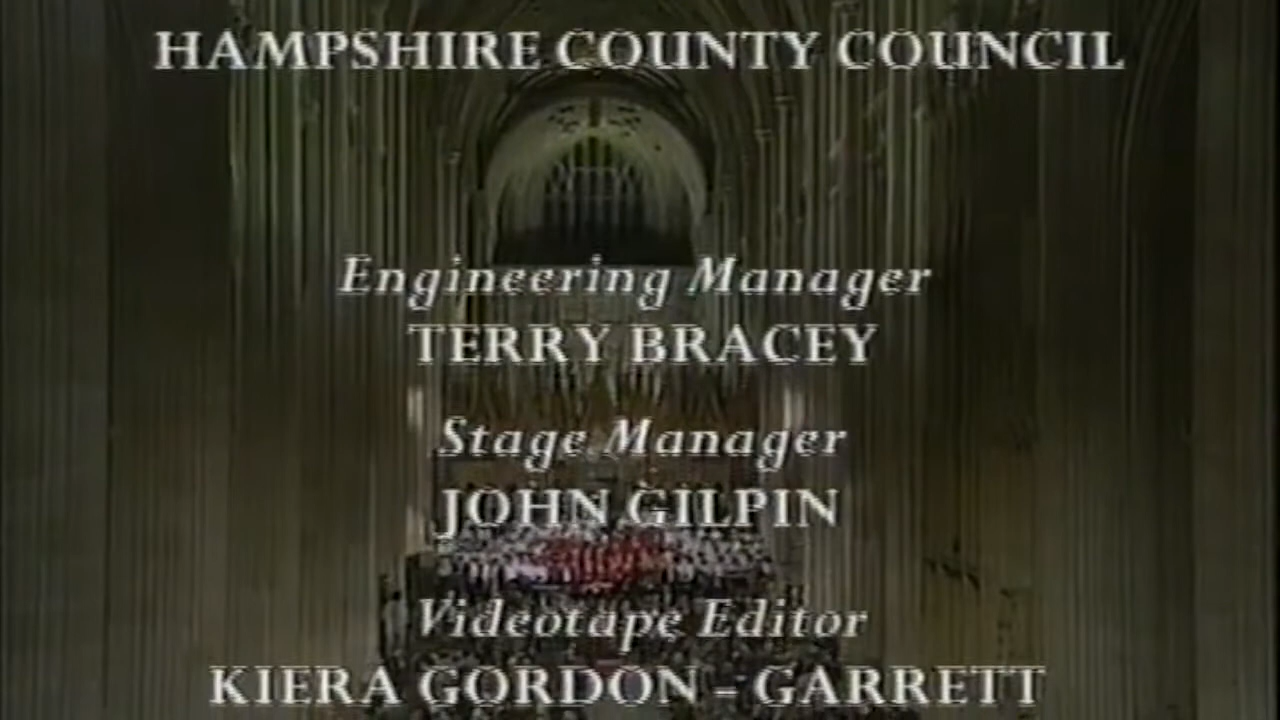 HAMPSHIRE COUNTY COUNCIL
Engineering Manager
TERRY BRACEY
Stage Manager
JOHN GILPIN
Videotape Editor
KIERA GORDON - GARRETT